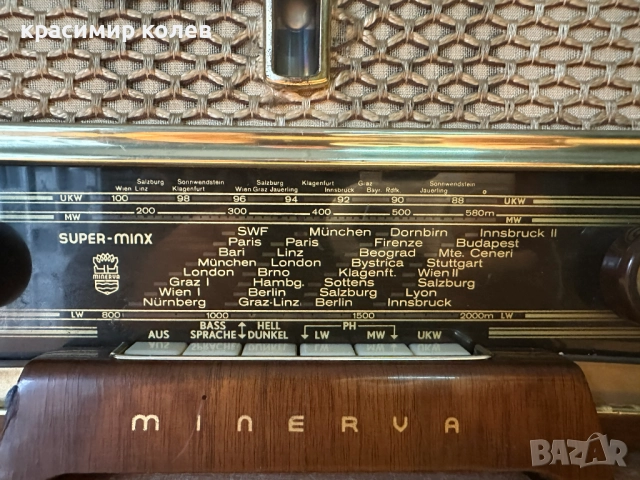 красимир колев
Salzburg Sonnwendstein Salzburg Klagenfurt Graz Sonnwendstein
Wien Linz Klagenfurt Wien Graz Jauerling Innsbruck Bayr. Rdfk. Jauerling
UKW 100 98 96 94 92 90 88 UKW
MW 200 300 400 500 580m MW
SUPER-MINX
SWF München Dornbirn Innsbruck II
Paris Paris Firenze Budapest
Bari Linz Beograd Mte. Ceneri
München London Bystrica Stuttgart
London Brno Klagenft. Wien II
Graz I Hambg. Sottens Salzburg
Wien I Berlin Salzburg Lyon
Nürnberg Graz-Linz Berlin Innsbruck
MINERVA
LW 800 1000 1500 2000m LW
AUS BASS SPRACHE HELL DUNKEL PH LW MW UKW
MINERVA
BAZAR